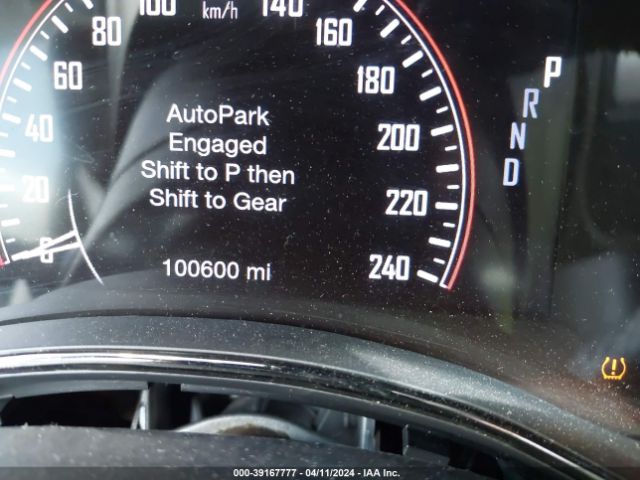 100
km/h
140
80
160
60
180
P
R
AutoPark
40
200
N
Engaged
Shift to P then
D
20
Shift to Gear
220
0
100600 mi
240
000-39167777 - 04/11/2024 - IAA Inc.